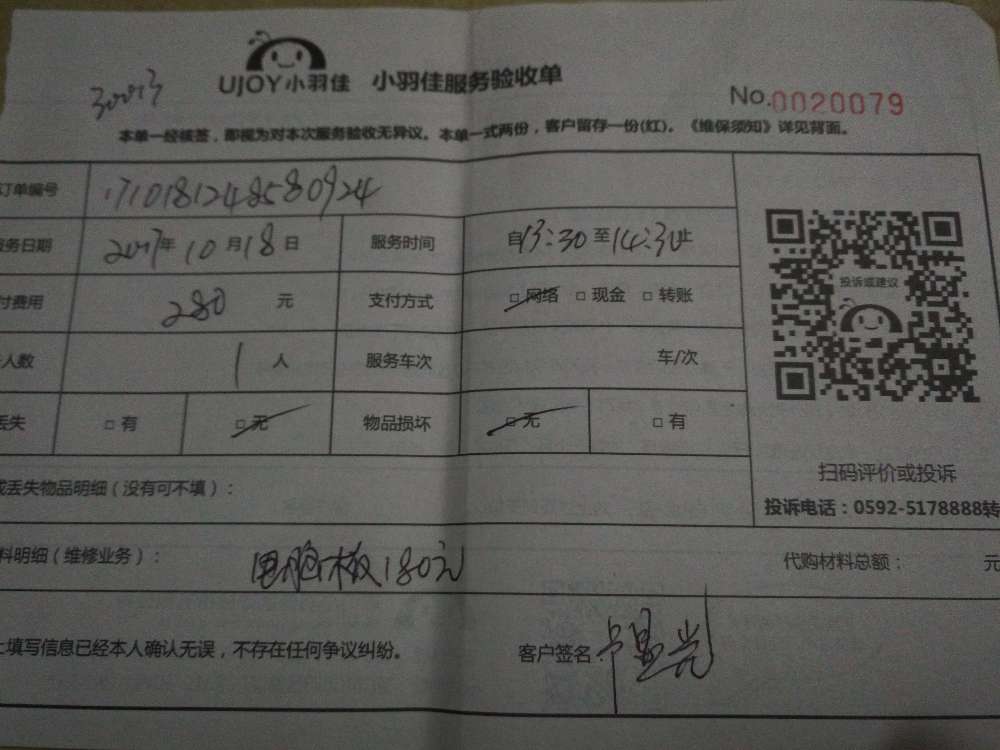 UJOY小羽佳 小羽佳服务验收单
No.0020079
本单一经核签，即视为对本次服务验收无异议。本单一式两份，客户留存一份(红)。《维保须知》详见背面。
订单编号 1710181248580924
务日期 2017年10月18日 服务时间 自13:30至14:30止
付费用 280 元 支付方式 □网络 □现金 □转账
人数 1 人 服务车次 车/次
丢失 □有 □无 物品损坏 □无 □有
投诉或建议
扫码评价或投诉
投诉电话：0592-5178888转
或丢失物品明细（没有可不填）：
料明细（维修业务）： 电脑板180元 代购材料总额： 元
上填写信息已经本人确认无误，不存在任何争议纠纷。 客户签名：